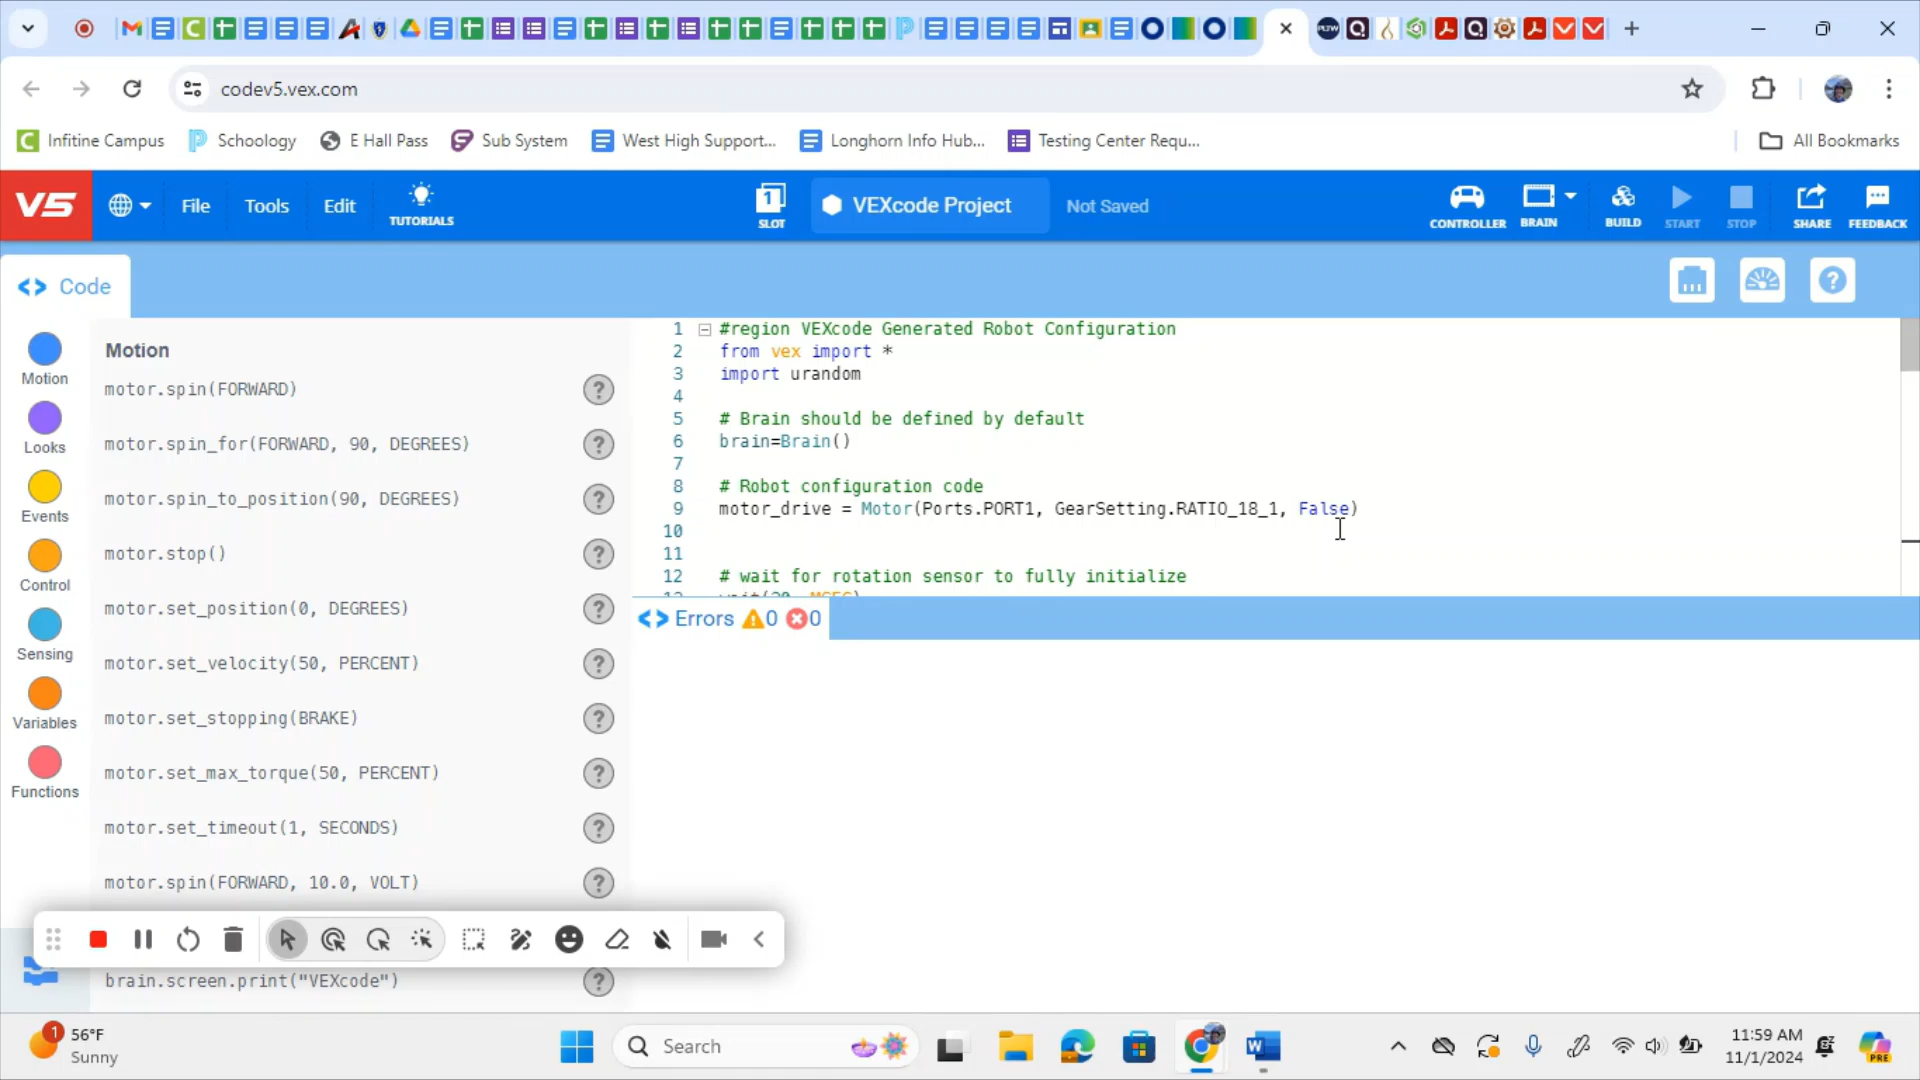 codev5.vex.com
Infitine Campus
Schoology
E Hall Pass
Sub System
West High Support...
Longhorn Info Hub...
Testing Center Requ...
All Bookmarks
V5
File
Tools
Edit
TUTORIALS
1
SLOT
VEXcode Project
Not Saved
CONTROLLER
BRAIN
BUILD
START
STOP
SHARE
FEEDBACK
<> Code
Motion
Looks
Events
Control
Sensing
Variables
Functions
Motion
motor.spin(FORWARD)
motor.spin_for(FORWARD, 90, DEGREES)
motor.spin_to_position(90, DEGREES)
motor.stop()
motor.set_position(0, DEGREES)
motor.set_velocity(50, PERCENT)
motor.set_stopping(BRAKE)
motor.set_max_torque(50, PERCENT)
motor.set_timeout(1, SECONDS)
motor.spin(FORWARD, 10.0, VOLT)
brain.screen.print("VEXcode")
1 #region VEXcode Generated Robot Configuration
2 from vex import *
3 import urandom
4
5 # Brain should be defined by default
6 brain=Brain()
7
8 # Robot configuration code
9 motor_drive = Motor(Ports.PORT1, GearSetting.RATIO_18_1, False)
10
11
12 # wait for rotation sensor to fully initialize
<> Errors 0 0
1
56°F
Sunny
Search
11:59 AM
11/1/2024
PRE